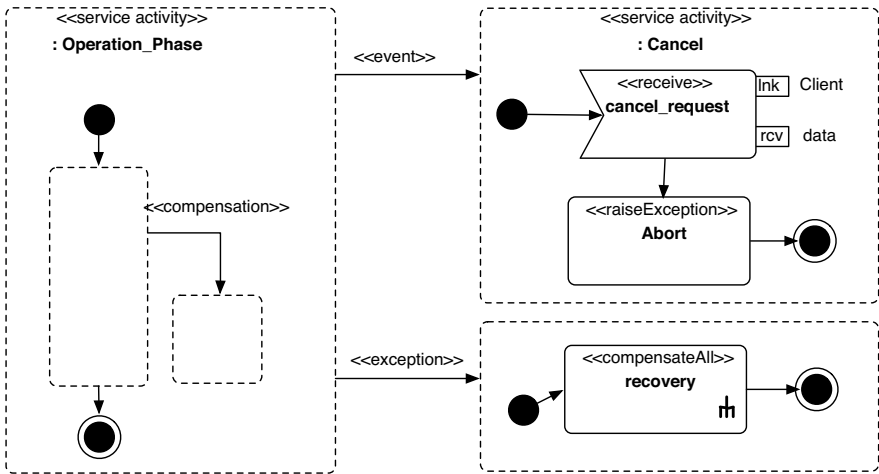 <<service activity>>
: Operation_Phase
<<compensation>>
<<event>>
<<exception>>
<<service activity>>
: Cancel
<<receive>>
cancel_request
lnk
Client
rcv
data
<<raiseException>>
Abort
<<compensateAll>>
recovery